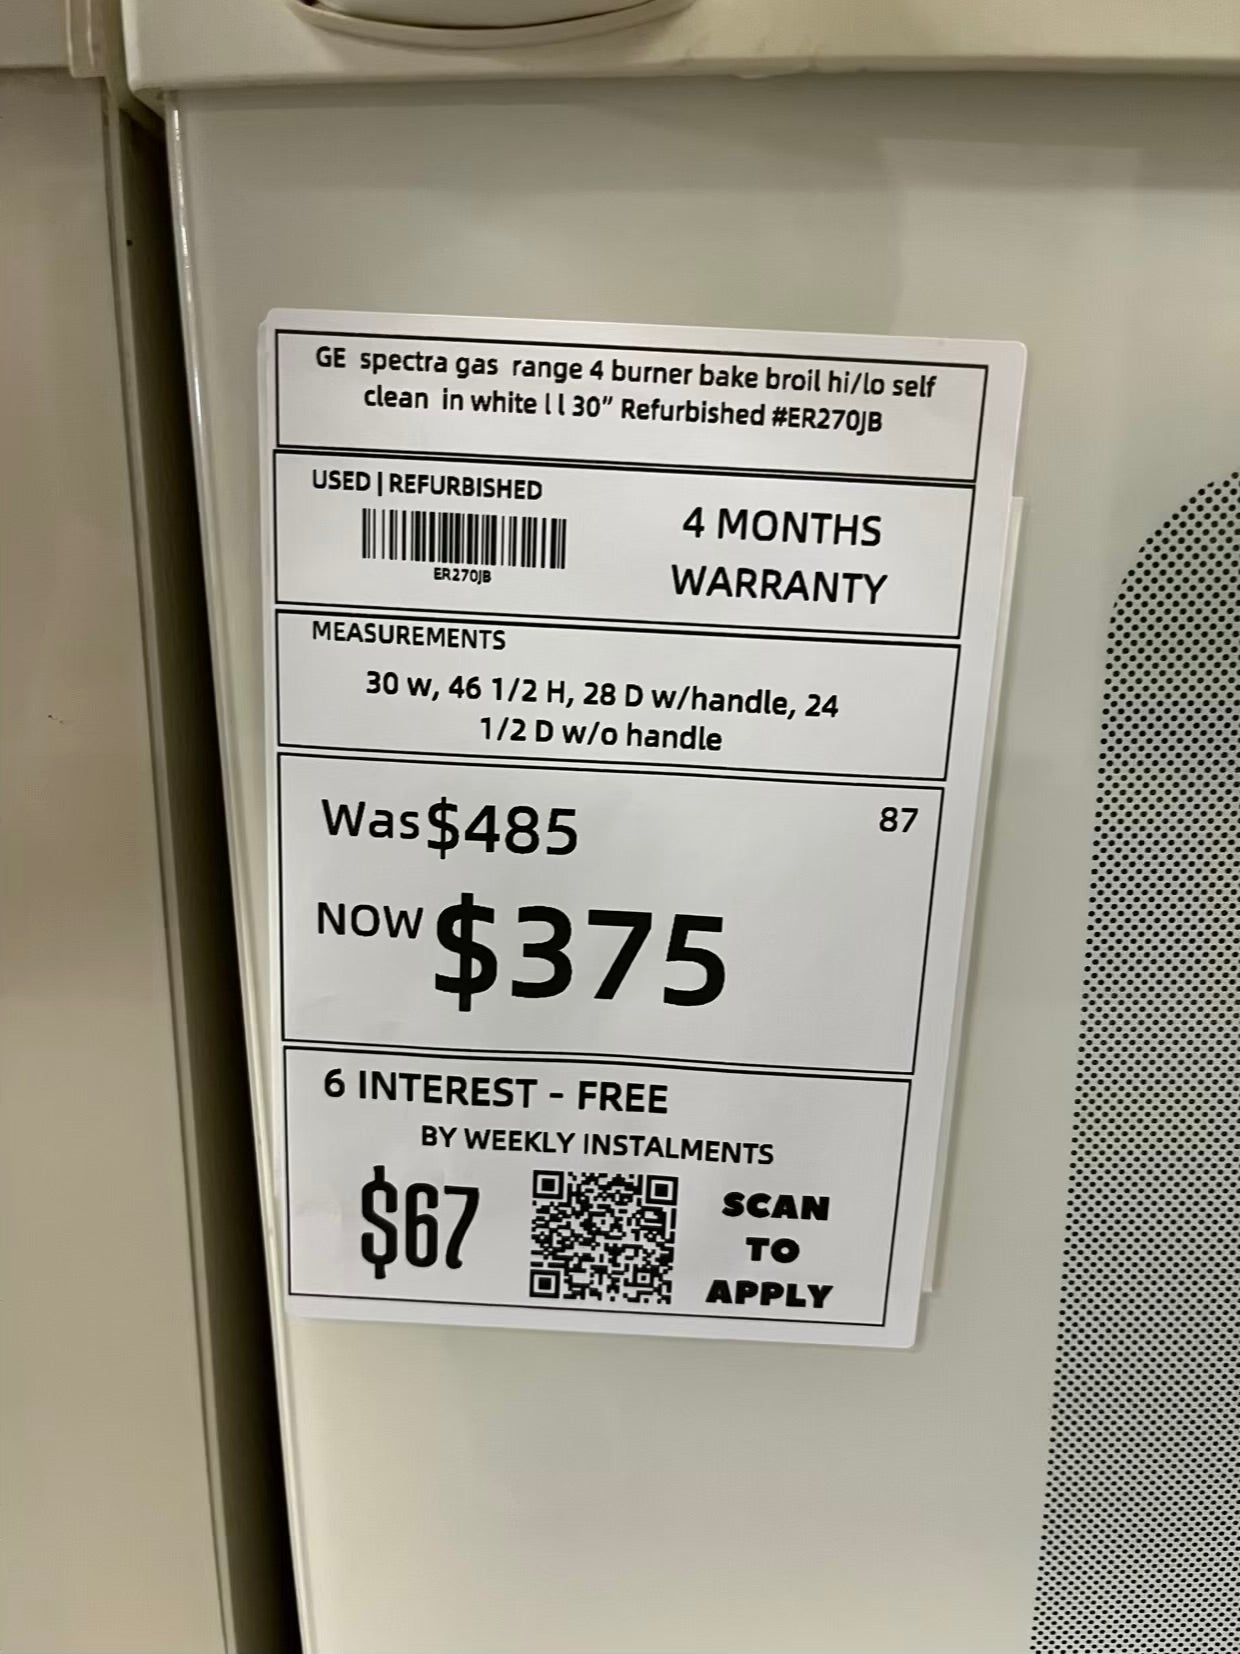 GE spectra gas range 4 burner bake broil hi/lo self
clean in white l l 30" Refurbished #ER270JB
USED | REFURBISHED
ER270JB
4 MONTHS
WARRANTY
MEASUREMENTS
30 w, 46 1/2 H, 28 D w/handle, 24
1/2 D w/o handle
Was $485
87
NOW $375
6 INTEREST - FREE
BY WEEKLY INSTALMENTS
$67
SCAN
TO
APPLY